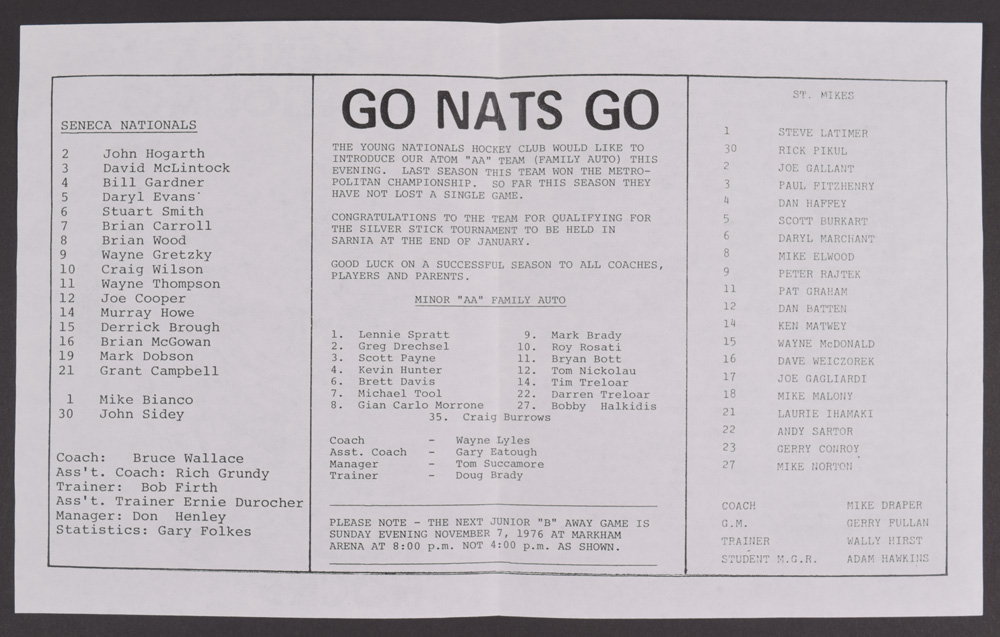 SENECA NATIONALS
2 John Hogarth
3 David McLintock
4 Bill Gardner
5 Daryl Evans
6 Stuart Smith
7 Brian Carroll
8 Brian Wood
9 Wayne Gretzky
10 Craig Wilson
11 Wayne Thompson
12 Joe Cooper
14 Murray Howe
15 Derrick Brough
16 Brian McGowan
19 Mark Dobson
21 Grant Campbell
1 Mike Bianco
30 John Sidey
Coach: Bruce Wallace
Ass't. Coach: Rich Grundy
Trainer: Bob Firth
Ass't. Trainer Ernie Durocher
Manager: Don Henley
Statistics: Gary Folkes
GO NATS GO
THE YOUNG NATIONALS HOCKEY CLUB WOULD LIKE TO
INTRODUCE OUR ATOM "AA" TEAM (FAMILY AUTO) THIS
EVENING. LAST SEASON THIS TEAM WON THE METRO-
POLITAN CHAMPIONSHIP. SO FAR THIS SEASON THEY
HAVE NOT LOST A SINGLE GAME.
CONGRATULATIONS TO THE TEAM FOR QUALIFYING FOR
THE SILVER STICK TOURNAMENT TO BE HELD IN
SARNIA AT THE END OF JANUARY.
GOOD LUCK ON A SUCCESSFUL SEASON TO ALL COACHES,
PLAYERS AND PARENTS.
MINOR "AA" FAMILY AUTO
1. Lennie Spratt 9. Mark Brady
2. Greg Drechsel 10. Roy Rosati
3. Scott Payne 11. Bryan Bott
4. Kevin Hunter 12. Tom Nickolau
6. Brett Davis 14. Tim Treloar
7. Michael Tool 22. Darren Treloar
8. Gian Carlo Morrone 27. Bobby Halkidis
35. Craig Burrows
Coach - Wayne Lyles
Asst. Coach - Gary Eatough
Manager - Tom Succamore
Trainer - Doug Brady
PLEASE NOTE - THE NEXT JUNIOR "B" AWAY GAME IS
SUNDAY EVENING NOVEMBER 7, 1976 AT MARKHAM
ARENA AT 8:00 p.m. NOT 4:00 p.m. AS SHOWN.
ST. MIKES
1 STEVE LATIMER
30 RICK PIKUL
2 JOE GALLANT
3 PAUL FITZHENRY
4 DAN HAFFEY
5 SCOTT BURKART
6 DARYL MARCHANT
8 MIKE ELWOOD
9 PETER RAJTEK
11 PAT GRAHAM
12 DAN BATTEN
14 KEN MATWEY
15 WAYNE McDONALD
16 DAVE WEICZOREK
17 JOE GAGLIARDI
18 MIKE MALONY
21 LAURIE IHAMAKI
22 ANDY SARTOR
23 GERRY CONROY
27 MIKE NORTON
COACH MIKE DRAPER
G.M. GERRY FULLAN
TRAINER WALLY HIRST
STUDENT M.G.R. ADAM HAWKINS